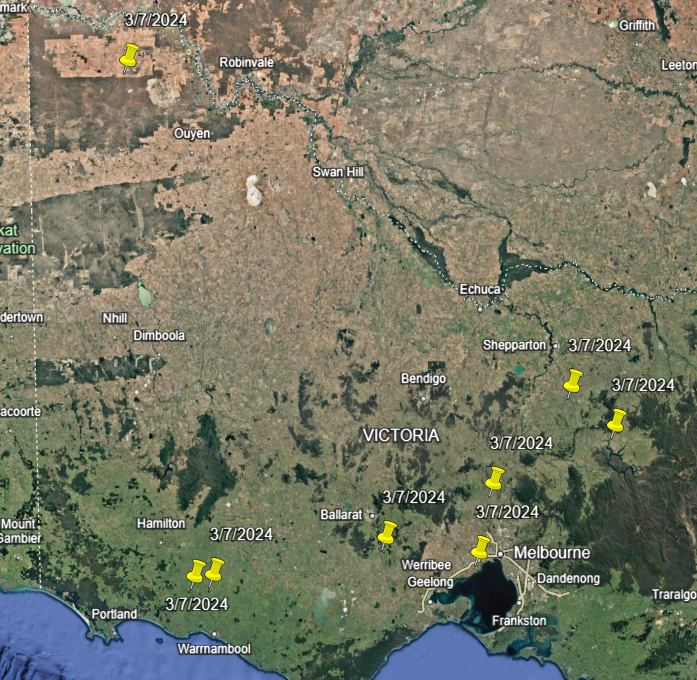 mark
3/7/2024
Griffith
Robinvale
Leeton
Ouyen
Swan Hill
kat
vation
Echuca
dertown
Nhill
Dimboola
Shepparton
3/7/2024
Bendigo
3/7/2024
acoorte
VICTORIA
3/7/2024
3/7/2024
3/7/2024
Ballarat
Mount
Gambier
Hamilton
3/7/2024
Melbourne
Werribee
Geelong
Dandenong
Traralgo
3/7/2024
Portland
Frankston
Warrnambool